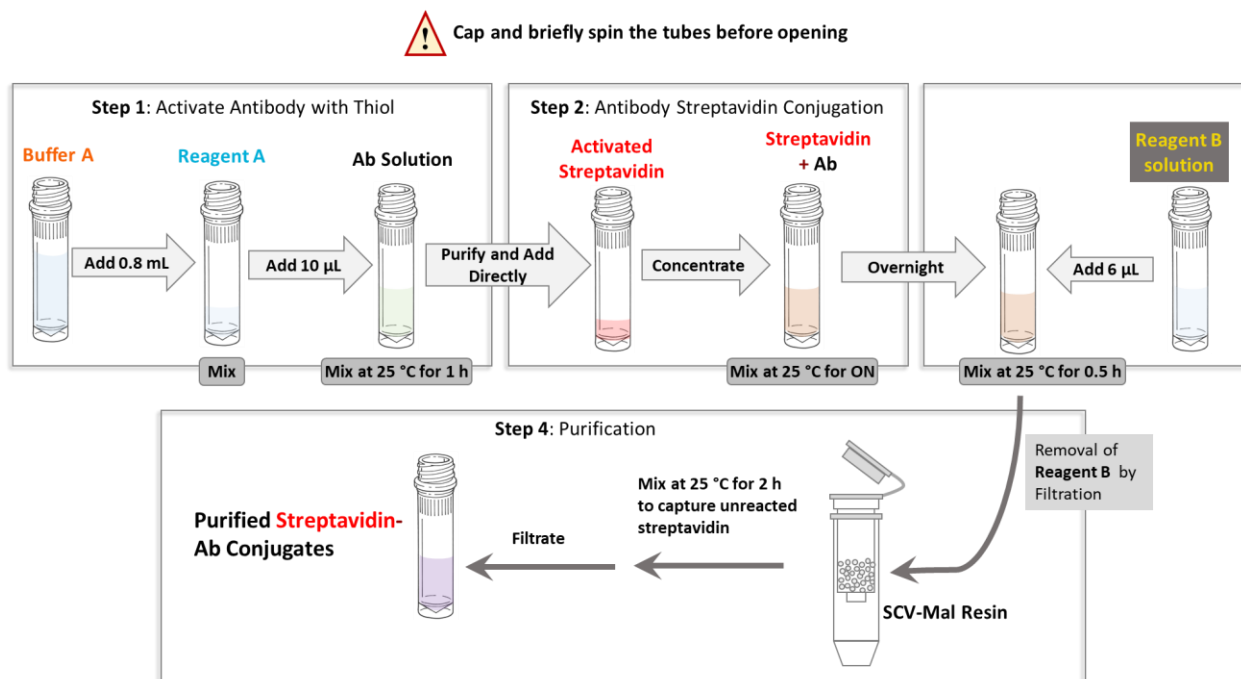 !
Cap and briefly spin the tubes before opening
Step 1: Activate Antibody with Thiol
Buffer A
Reagent A
Ab Solution
Add 0.8 mL
Add 10 µL
Mix
Mix at 25 °C for 1 h
Purify and Add
Directly
Step 2: Antibody Streptavidin Conjugation
Activated
Streptavidin
Streptavidin
+ Ab
Concentrate
Mix at 25 °C for ON
Overnight
Reagent B
solution
Add 6 µL
Mix at 25 °C for 0.5 h
Step 4: Purification
Removal of
Reagent B by
Filtration
SCV-Mal Resin
Mix at 25 °C for 2 h
to capture unreacted
streptavidin
Filtrate
Purified Streptavidin-
Ab Conjugates